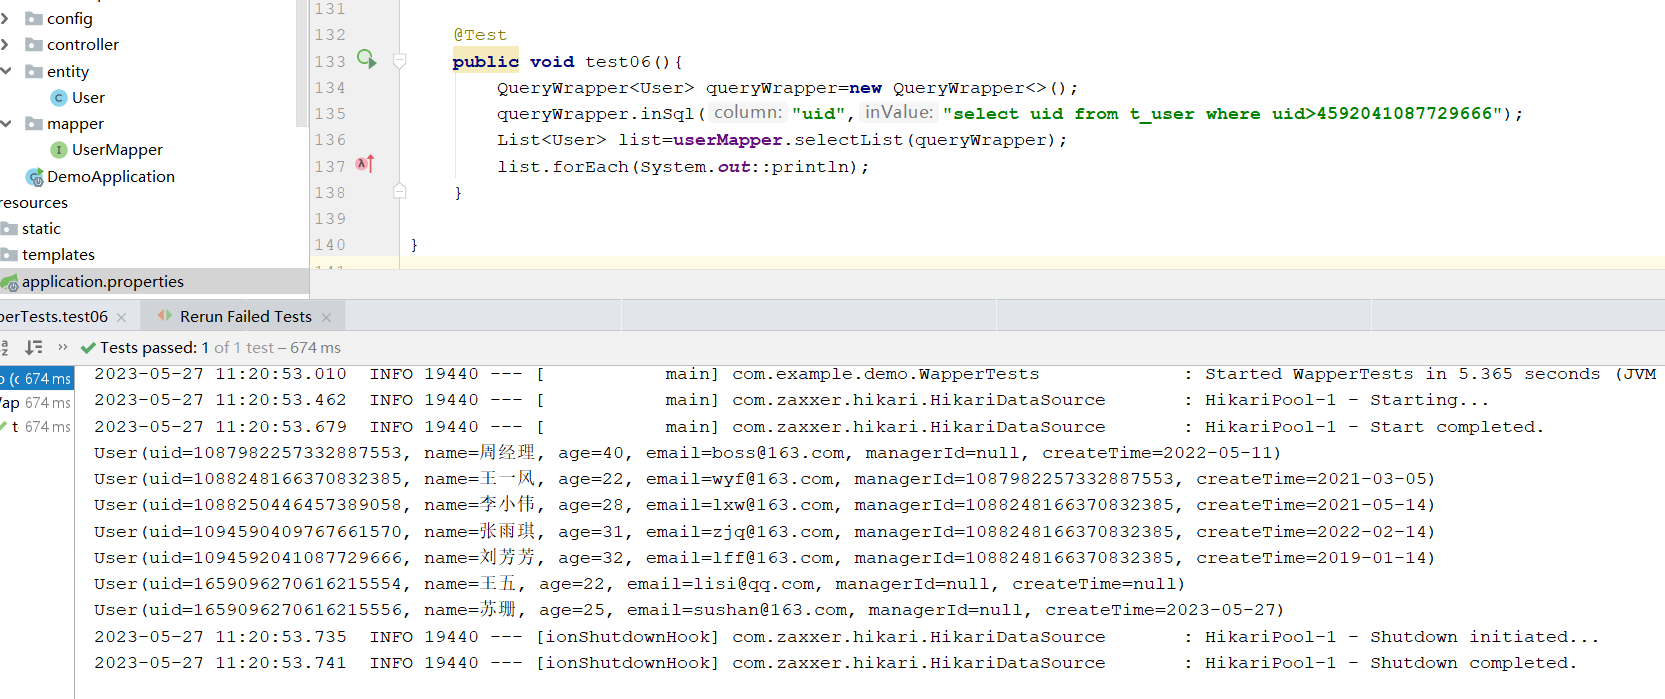 config
controller
entity
User
mapper
UserMapper
DemoApplication
resources
static
templates
application.properties
131
132 @Test
133 public void test06(){
134 QueryWrapper<User> queryWrapper=new QueryWrapper<>();
135 queryWrapper.inSql( column: "uid", inValue: "select uid from t_user where uid>4592041087729666");
136 List<User> list=userMapper.selectList(queryWrapper);
137 list.forEach(System.out::println);
138 }
139
140 }
perTests.test06 Rerun Failed Tests
Tests passed: 1 of 1 test – 674 ms
674 ms
674 ms
t 674 ms
2023-05-27 11:20:53.010 INFO 19440 --- [ main] com.example.demo.WapperTests : Started WapperTests in 5.365 seconds (JVM
2023-05-27 11:20:53.462 INFO 19440 --- [ main] com.zaxxer.hikari.HikariDataSource : HikariPool-1 - Starting...
2023-05-27 11:20:53.679 INFO 19440 --- [ main] com.zaxxer.hikari.HikariDataSource : HikariPool-1 - Start completed.
User(uid=1087982257332887553, name=周经理, age=40, email=boss@163.com, managerId=null, createTime=2022-05-11)
User(uid=1088248166370832385, name=王一风, age=22, email=wyf@163.com, managerId=1087982257332887553, createTime=2021-03-05)
User(uid=1088250446457389058, name=李小伟, age=28, email=lxw@163.com, managerId=1088248166370832385, createTime=2021-05-14)
User(uid=1094590409767661570, name=张雨琪, age=31, email=zjq@163.com, managerId=1088248166370832385, createTime=2022-02-14)
User(uid=1094592041087729666, name=刘芳芳, age=32, email=lff@163.com, managerId=1088248166370832385, createTime=2019-01-14)
User(uid=1659096270616215554, name=王五, age=22, email=lisi@qq.com, managerId=null, createTime=null)
User(uid=1659096270616215556, name=苏珊, age=25, email=sushan@163.com, managerId=null, createTime=2023-05-27)
2023-05-27 11:20:53.735 INFO 19440 --- [ionShutdownHook] com.zaxxer.hikari.HikariDataSource : HikariPool-1 - Shutdown initiated...
2023-05-27 11:20:53.741 INFO 19440 --- [ionShutdownHook] com.zaxxer.hikari.HikariDataSource : HikariPool-1 - Shutdown completed.